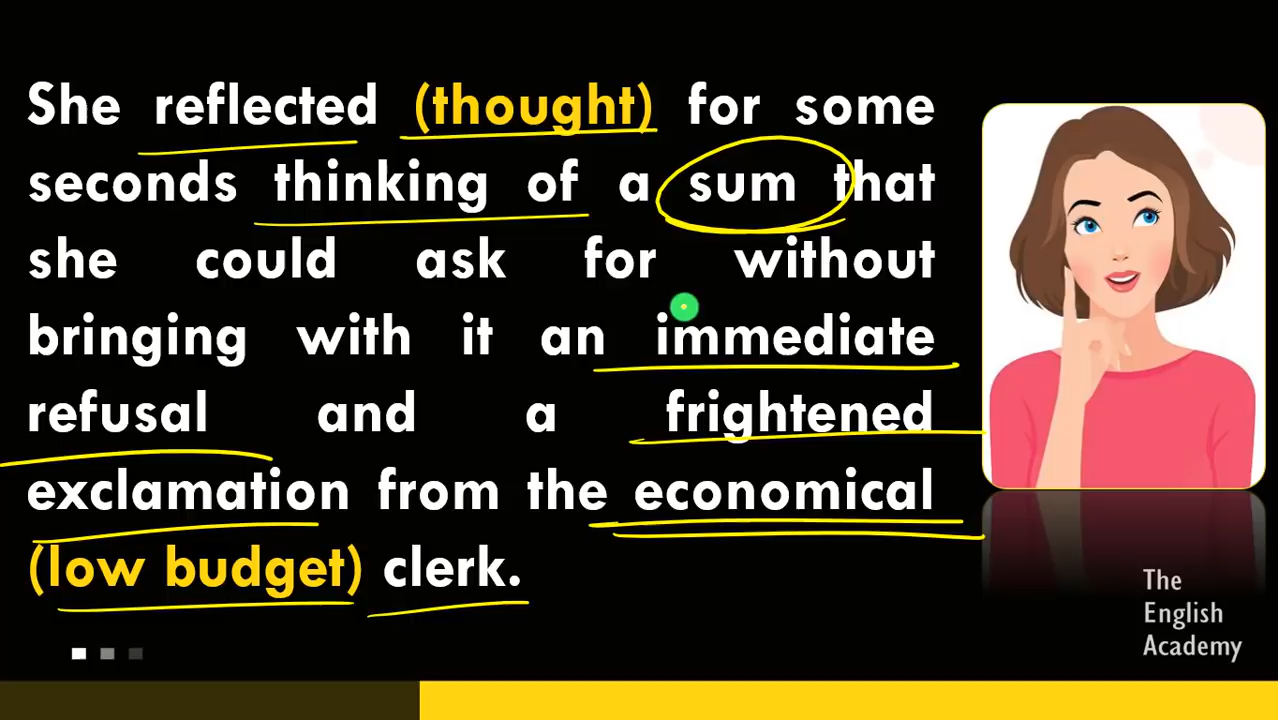 She reflected (thought) for some
seconds thinking of a sum that
she could ask for without
bringing with it an immediate
refusal and a frightened
exclamation from the economical
(low budget) clerk.
The
English
Academy